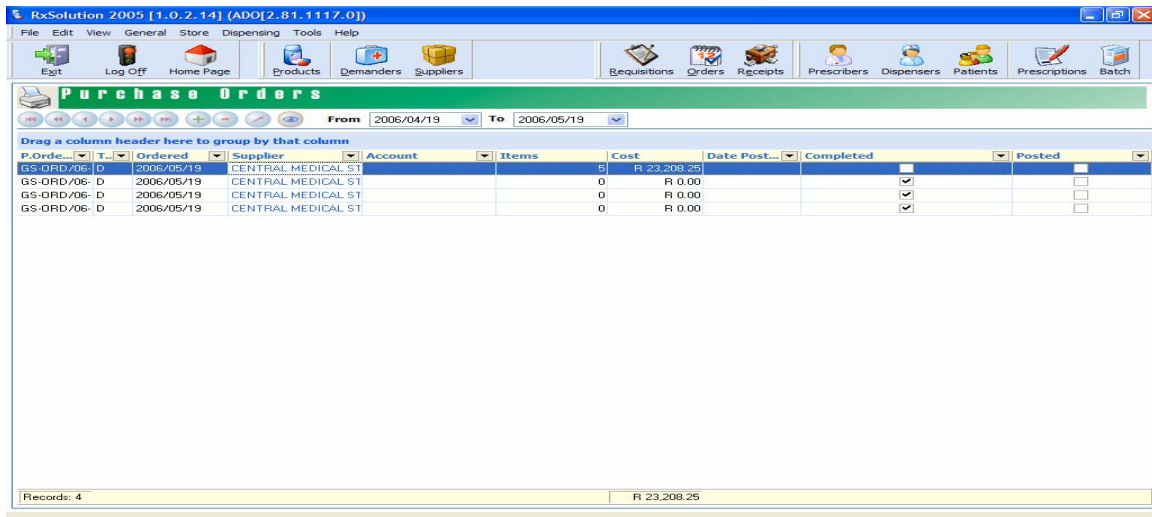 RxSolution 2005 [1.0.2.14] (ADO[2.81.1117.0])
File Edit View General Store Dispensing Tools Help
Exit Log Off Home Page Products Demanders Suppliers Requisitions Orders Receipts Prescribers Dispensers Patients Prescriptions Batch
Purchase Orders
From 2006/04/19 To 2006/05/19
Drag a column header here to group by that column
P.Orde... T.. Ordered Supplier Account Items Cost Date Post... Completed Posted
GS-ORD/06- D 2006/05/19 CENTRAL MEDICAL ST 5 R 23,208.25
GS-ORD/06- D 2006/05/19 CENTRAL MEDICAL ST 0 R 0.00
GS-ORD/06- D 2006/05/19 CENTRAL MEDICAL ST 0 R 0.00
GS-ORD/06- D 2006/05/19 CENTRAL MEDICAL ST 0 R 0.00
Records: 4 R 23,208.25